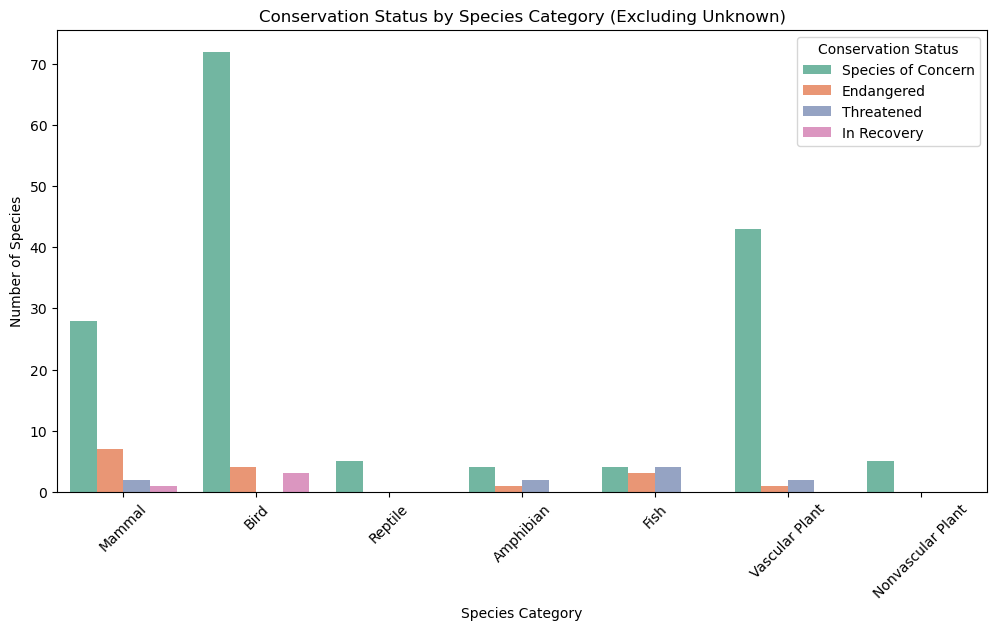 Conservation Status by Species Category (Excluding Unknown)
Conservation Status
Species of Concern
Endangered
Threatened
In Recovery
Number of Species
70
60
50
40
30
20
10
0
Mammal
Bird
Reptile
Amphibian
Fish
Vascular Plant
Nonvascular Plant
Species Category